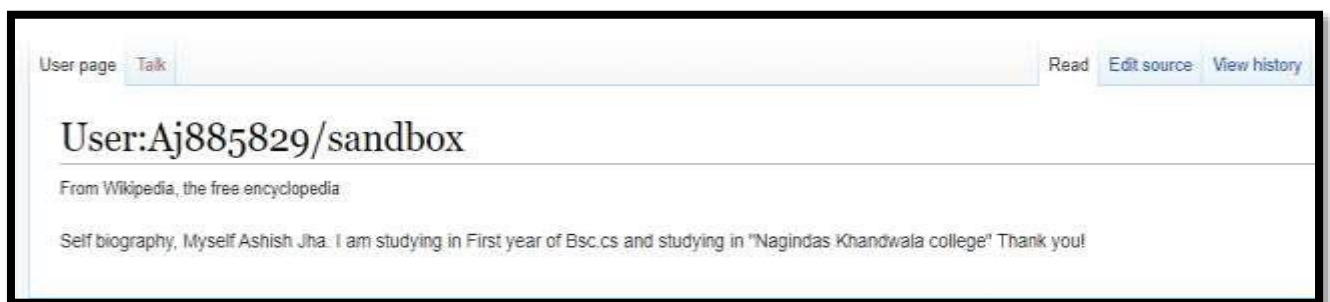 User page Talk Read Edit source View history
User:Aj885829/sandbox
From Wikipedia, the free encyclopedia
Self biography, Myself Ashish Jha. I am studying in First year of Bsc.cs and studying in "Nagindas Khandwala college" Thank you!